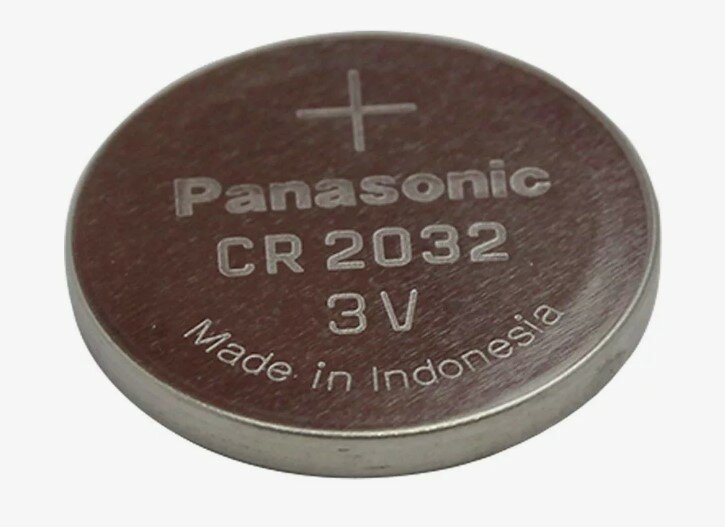 +
Panasonic
CR 2032
3V
Made in Indonesia